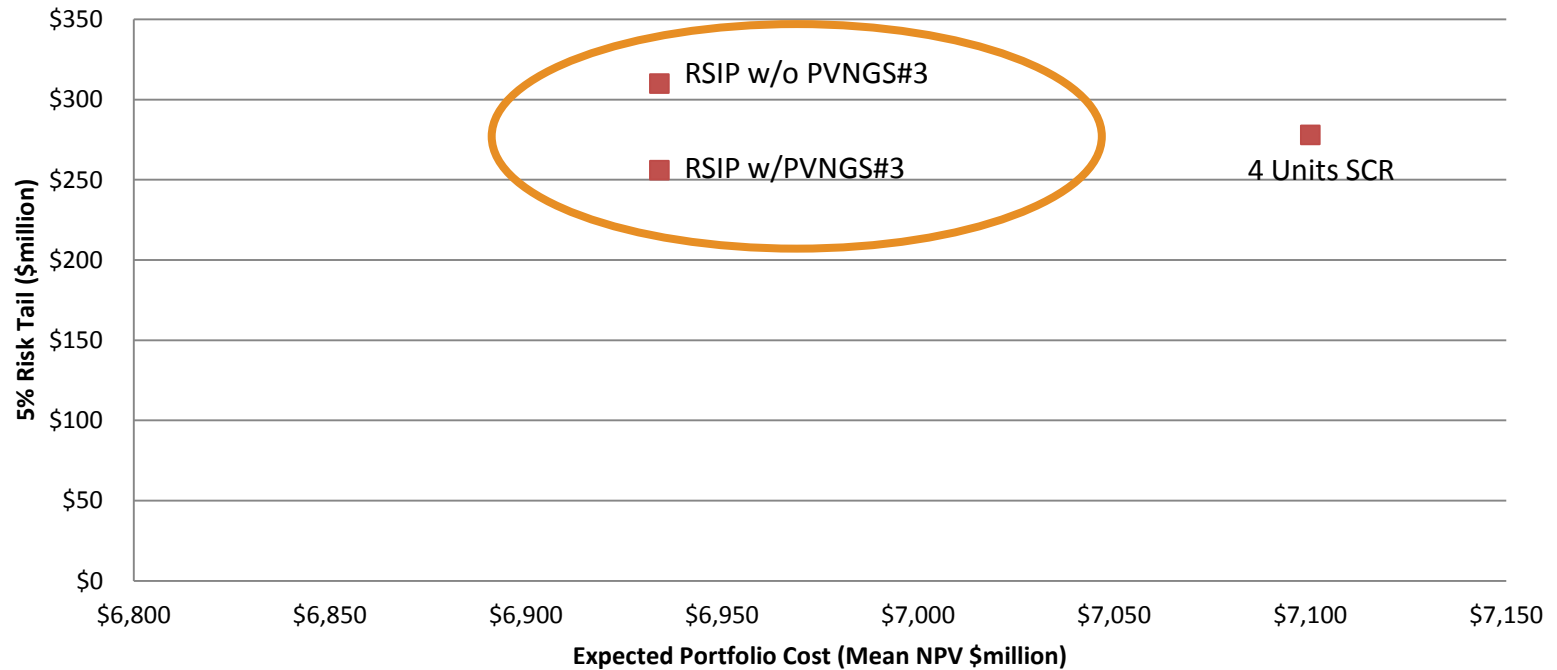 $350
$300
$250
$200
$150
$100
$50
$0
5% Risk Tail ($million)
RSIP w/o PVNGS#3
RSIP w/PVNGS#3
4 Units SCR
$6,800 $6,850 $6,900 $6,950 $7,000 $7,050 $7,100 $7,150
Expected Portfolio Cost (Mean NPV $million)